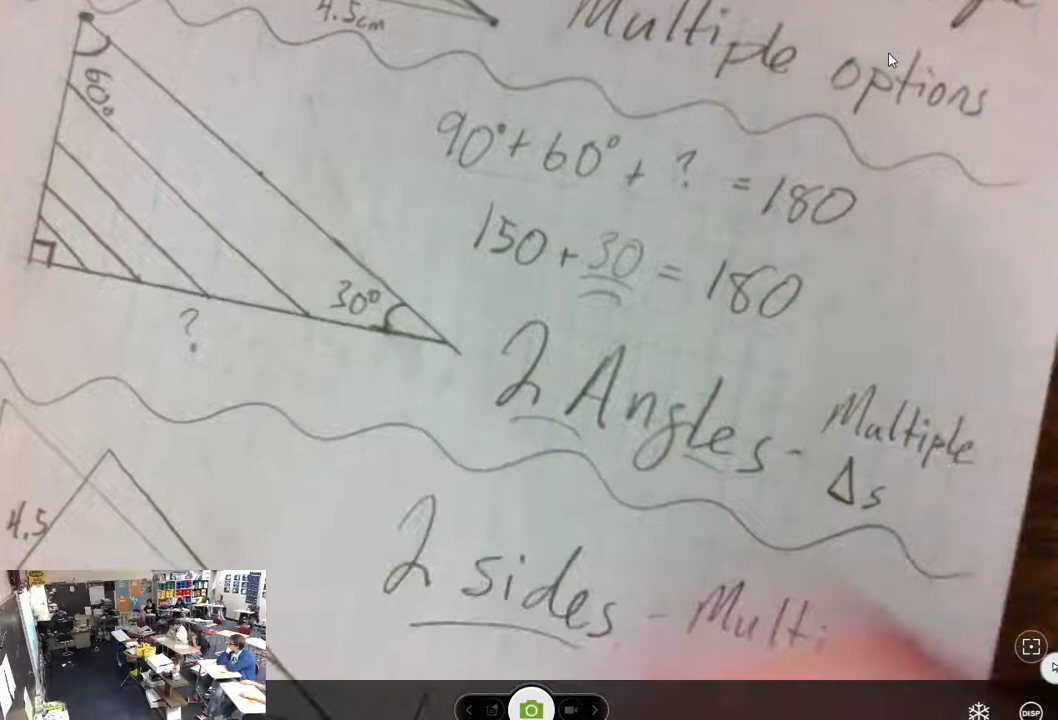 4.5cm
Multiple options
60°
90° + 60° + ? = 180
150 + 30 = 180
30°
?
2 Angles - Multiple
Δs
4.5
2 sides - Multi
DISP